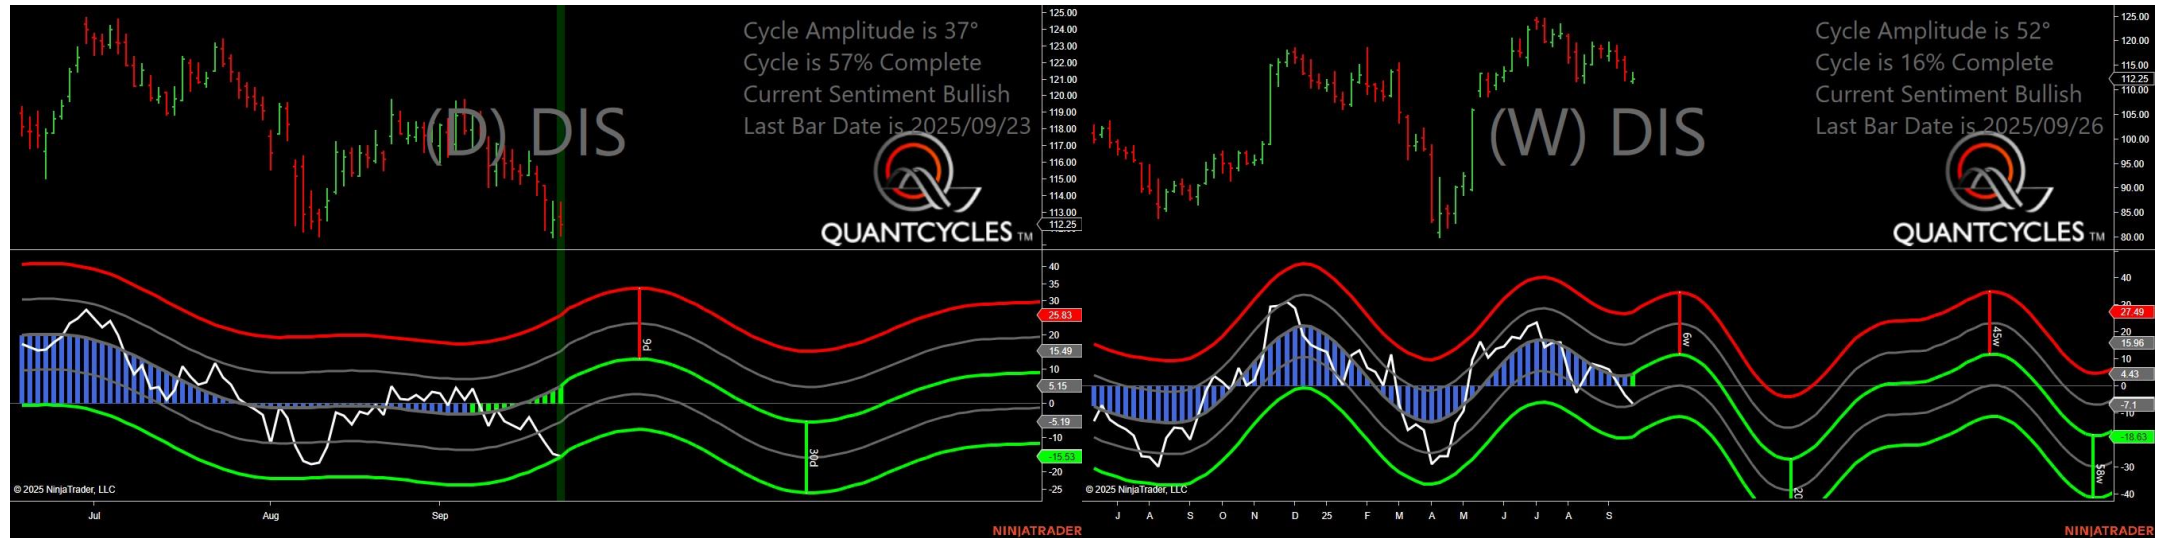 Cycle Amplitude is 37°
Cycle is 57% Complete
Current Sentiment Bullish
Last Bar Date is 2025/09/23
(D) DIS
QUANTCYCLES TM
125.00
124.00
123.00
122.00
121.00
120.00
119.00
118.00
117.00
116.00
115.00
114.00
113.00
112.25
40
35
30
25.83
20
15.49
10
5.15
0
-5.19
-10
-15.53
-20
-25
9d
30d
© 2025 NinjaTrader, LLC
Jul
Aug
Sep
NINJATRADER
Cycle Amplitude is 52°
Cycle is 16% Complete
Current Sentiment Bullish
Last Bar Date is 2025/09/26
(W) DIS
QUANTCYCLES TM
125.00
120.00
115.00
112.25
110.00
105.00
100.00
95.00
90.00
85.00
80.00
40
30
27.49
20
15.96
10
4.43
0
-7.1
-10
-18.63
-30
-40
6w
45w
20
58w
© 2025 NinjaTrader, LLC
J A S O N D 25 F M A M J J A S
NINJATRADER